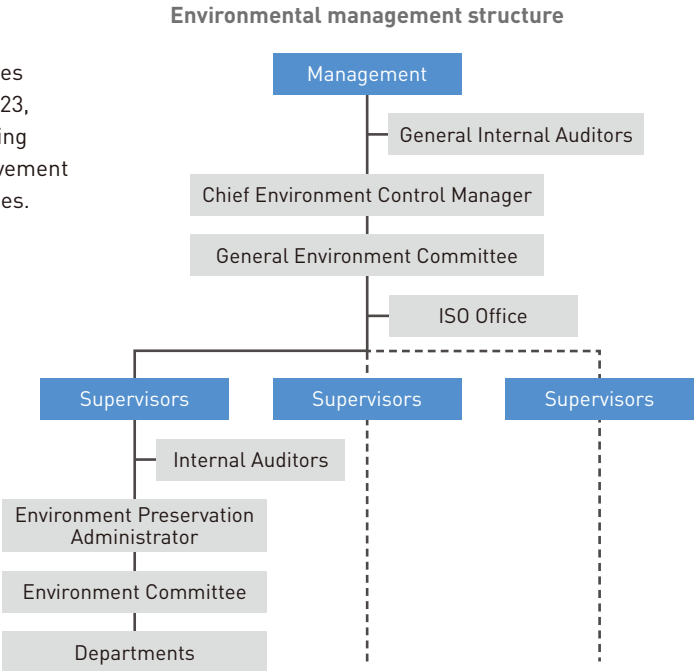 Environmental management structure
es
23,
ing
vement
es.
Management
General Internal Auditors
Chief Environment Control Manager
General Environment Committee
ISO Office
Supervisors
Supervisors
Supervisors
Internal Auditors
Environment Preservation
Administrator
Environment Committee
Departments